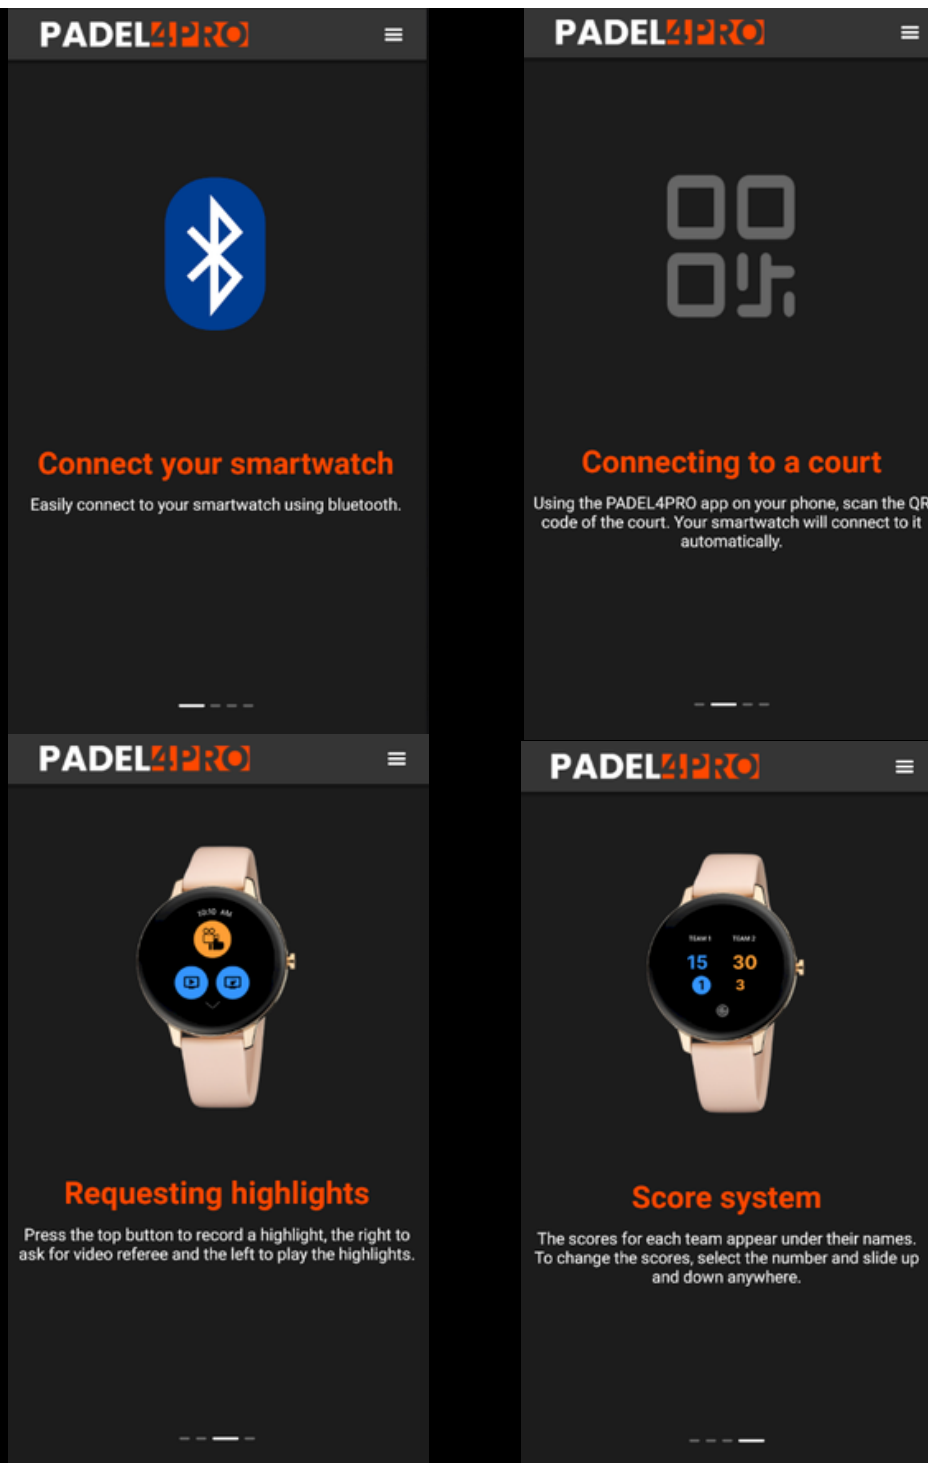 PADEL4PRO
Connect your smartwatch
Easily connect to your smartwatch using bluetooth.
PADEL4PRO
Connecting to a court
Using the PADEL4PRO app on your phone, scan the QR
code of the court. Your smartwatch will connect to it
automatically.
PADEL4PRO
10:10 AM
Requesting highlights
Press the top button to record a highlight, the right to
ask for video referee and the left to play the highlights.
PADEL4PRO
TEAM 1 TEAM 2
15 30
1 3
Score system
The scores for each team appear under their names.
To change the scores, select the number and slide up
and down anywhere.